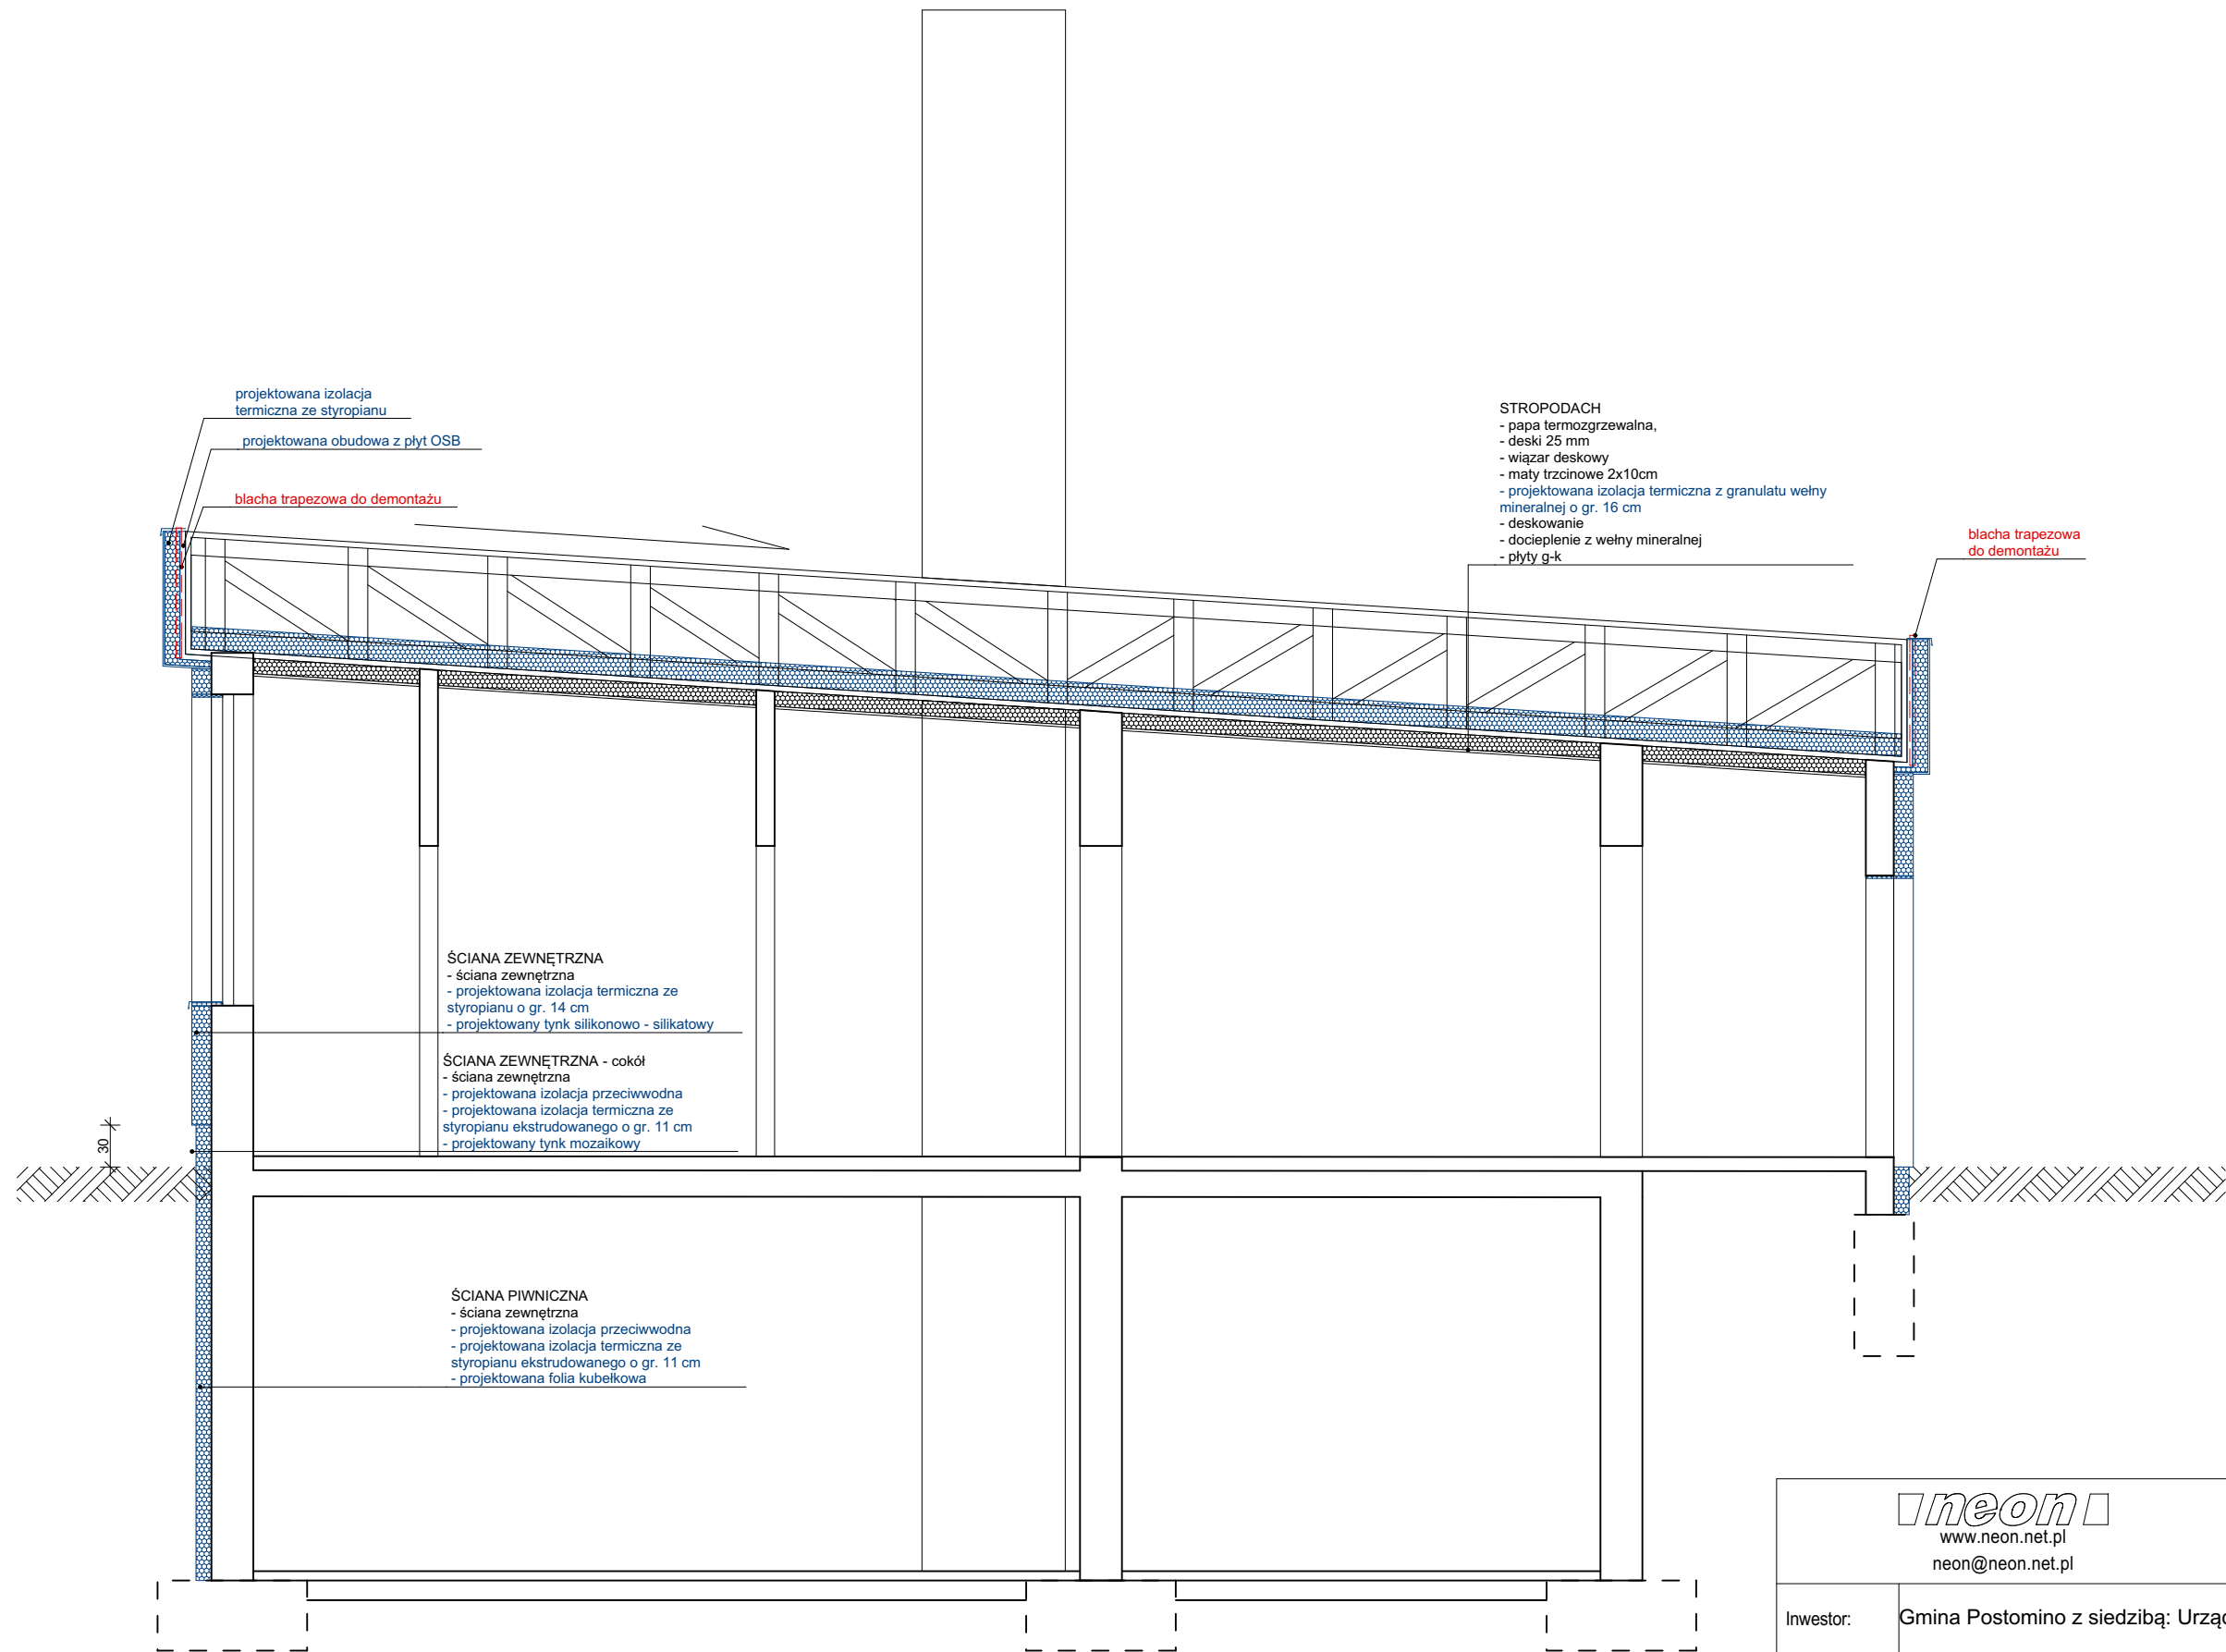 projektowana izolacja
termiczna ze styropianu
projektowana obudowa z płyt OSB
blacha trapezowa do demontażu
STROPODACH
- papa termozgrzewalna,
- deski 25 mm
- wiązar deskowy
- maty trzcinowe 2x10cm
- projektowana izolacja termiczna z granulatu wełny
mineralnej o gr. 16 cm
- deskowanie
- docieplenie z wełny mineralnej
- płyty g-k
blacha trapezowa
do demontażu
ŚCIANA ZEWNĘTRZNA
- ściana zewnętrzna
- projektowana izolacja termiczna ze
styropianu o gr. 14 cm
- projektowany tynk silikonowo - silikatowy
ŚCIANA ZEWNĘTRZNA - cokół
- ściana zewnętrzna
- projektowana izolacja przeciwwodna
- projektowana izolacja termiczna ze
styropianu ekstrudowanego o gr. 11 cm
- projektowany tynk mozaikowy
30
ŚCIANA PIWNICZNA
- ściana zewnętrzna
- projektowana izolacja przeciwwodna
- projektowana izolacja termiczna ze
styropianu ekstrudowanego o gr. 11 cm
- projektowana folia kubełkowa
neon
www.neon.net.pl
neon@neon.net.pl
Inwestor:
Gmina Postomino z siedzibą: